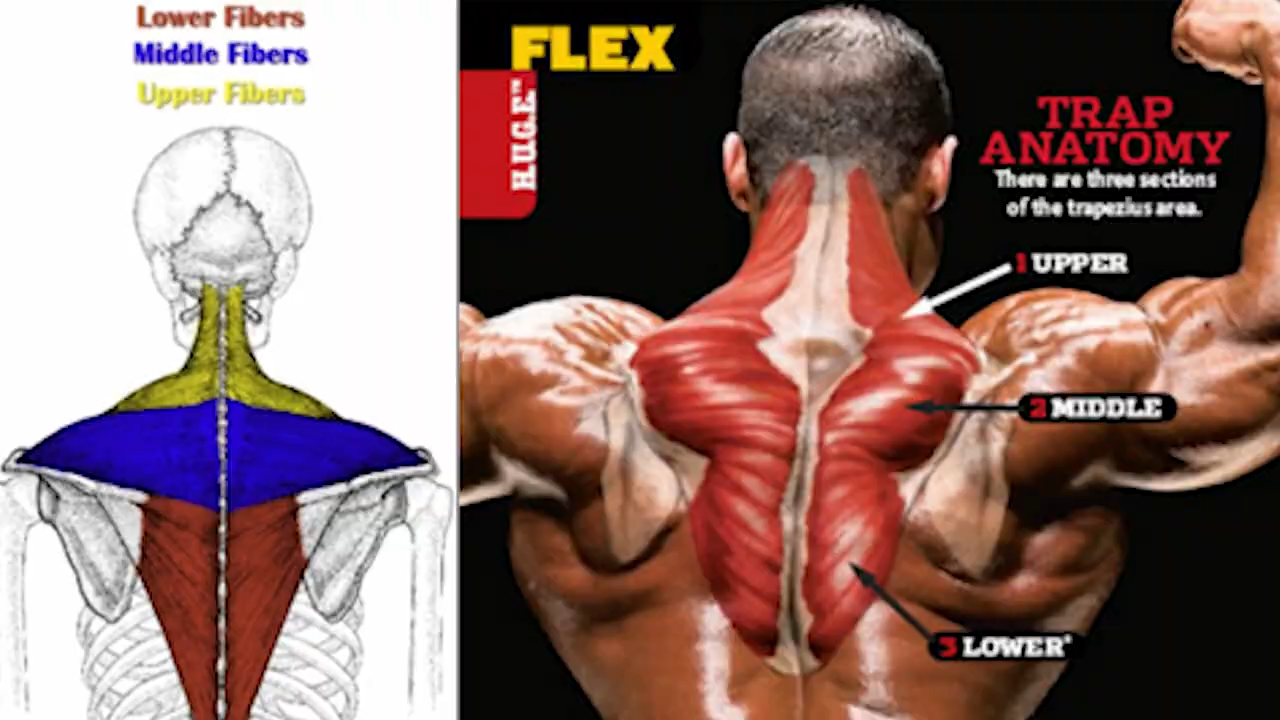 Lower Fibers
Middle Fibers
Upper Fibers
FLEX
H.U.G.E™
TRAP
ANATOMY
There are three sections
of the trapezius area.
1 UPPER
2 MIDDLE
3 LOWER*